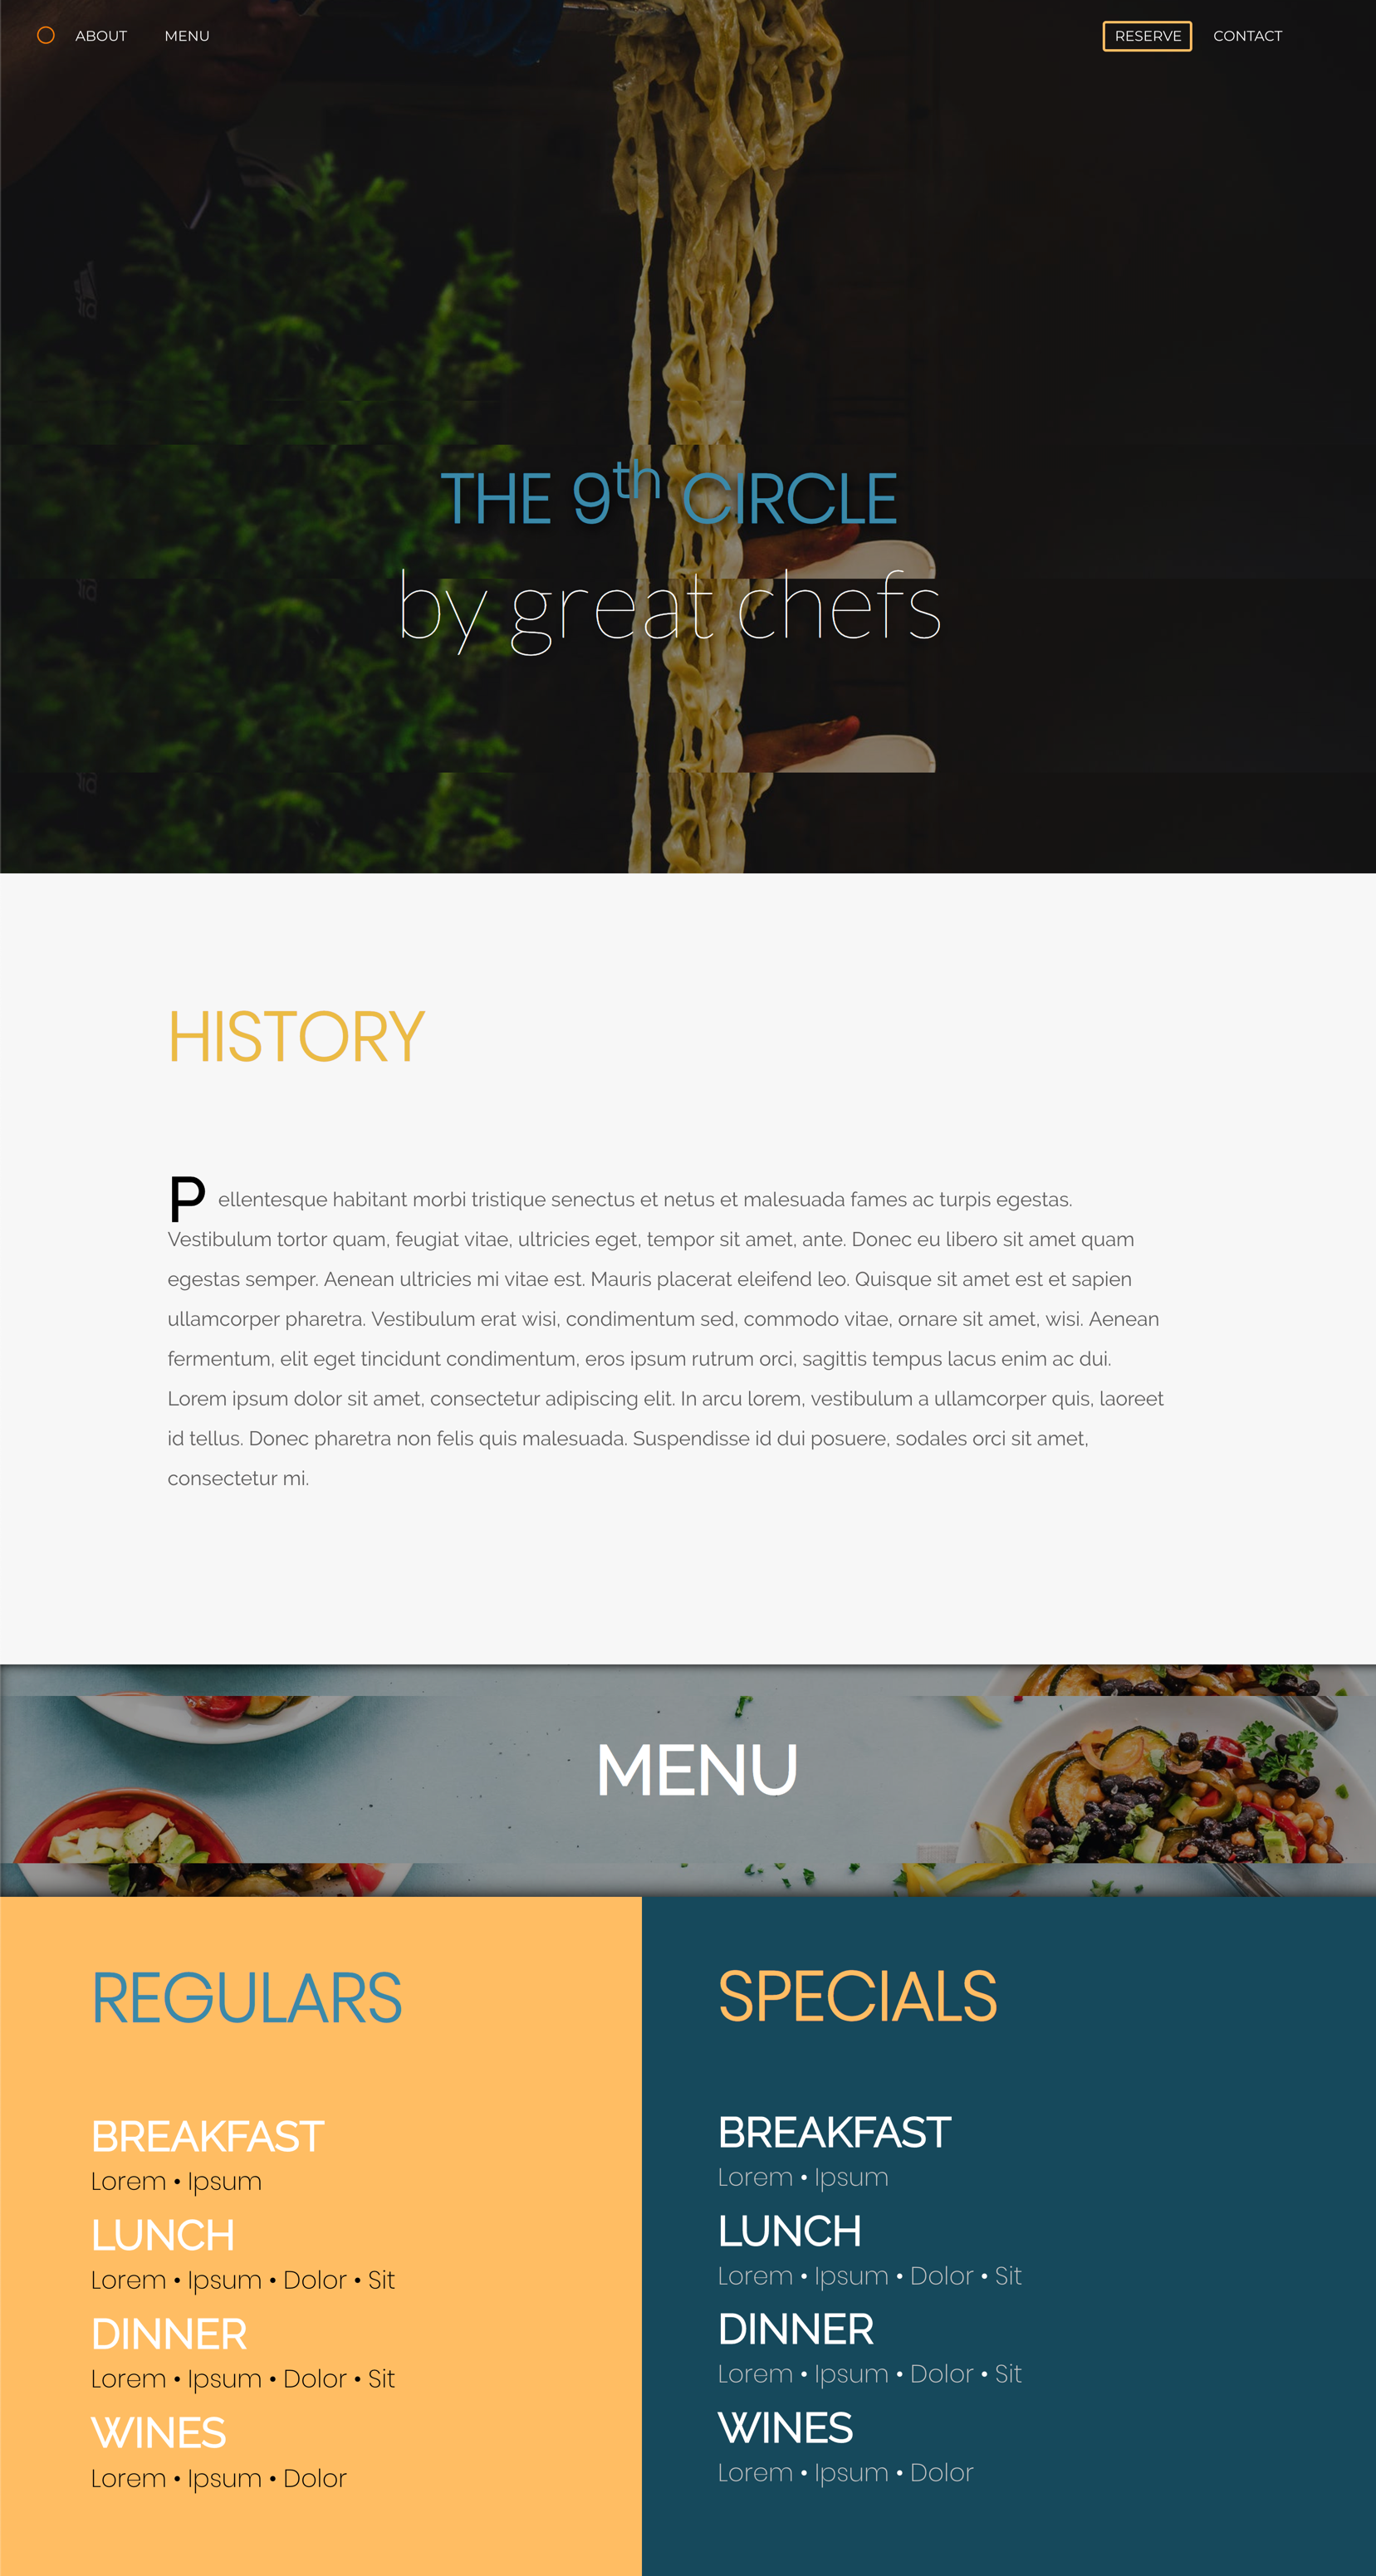 ABOUT MENU RESERVE CONTACT
THE 9th CIRCLE
by great chefs
HISTORY
Pellentesque habitant morbi tristique senectus et netus et malesuada fames ac turpis egestas.
Vestibulum tortor quam, feugiat vitae, ultricies eget, tempor sit amet, ante. Donec eu libero sit amet quam
egestas semper. Aenean ultricies mi vitae est. Mauris placerat eleifend leo. Quisque sit amet est et sapien
ullamcorper pharetra. Vestibulum erat wisi, condimentum sed, commodo vitae, ornare sit amet, wisi. Aenean
fermentum, elit eget tincidunt condimentum, eros ipsum rutrum orci, sagittis tempus lacus enim ac dui.
Lorem ipsum dolor sit amet, consectetur adipiscing elit. In arcu lorem, vestibulum a ullamcorper quis, laoreet
id tellus. Donec pharetra non felis quis malesuada. Suspendisse id dui posuere, sodales orci sit amet,
consectetur mi.
MENU
REGULARS
BREAKFAST
Lorem • Ipsum
LUNCH
Lorem • Ipsum • Dolor • Sit
DINNER
Lorem • Ipsum • Dolor • Sit
WINES
Lorem • Ipsum • Dolor
SPECIALS
BREAKFAST
Lorem • Ipsum
LUNCH
Lorem • Ipsum • Dolor • Sit
DINNER
Lorem • Ipsum • Dolor • Sit
WINES
Lorem • Ipsum • Dolor